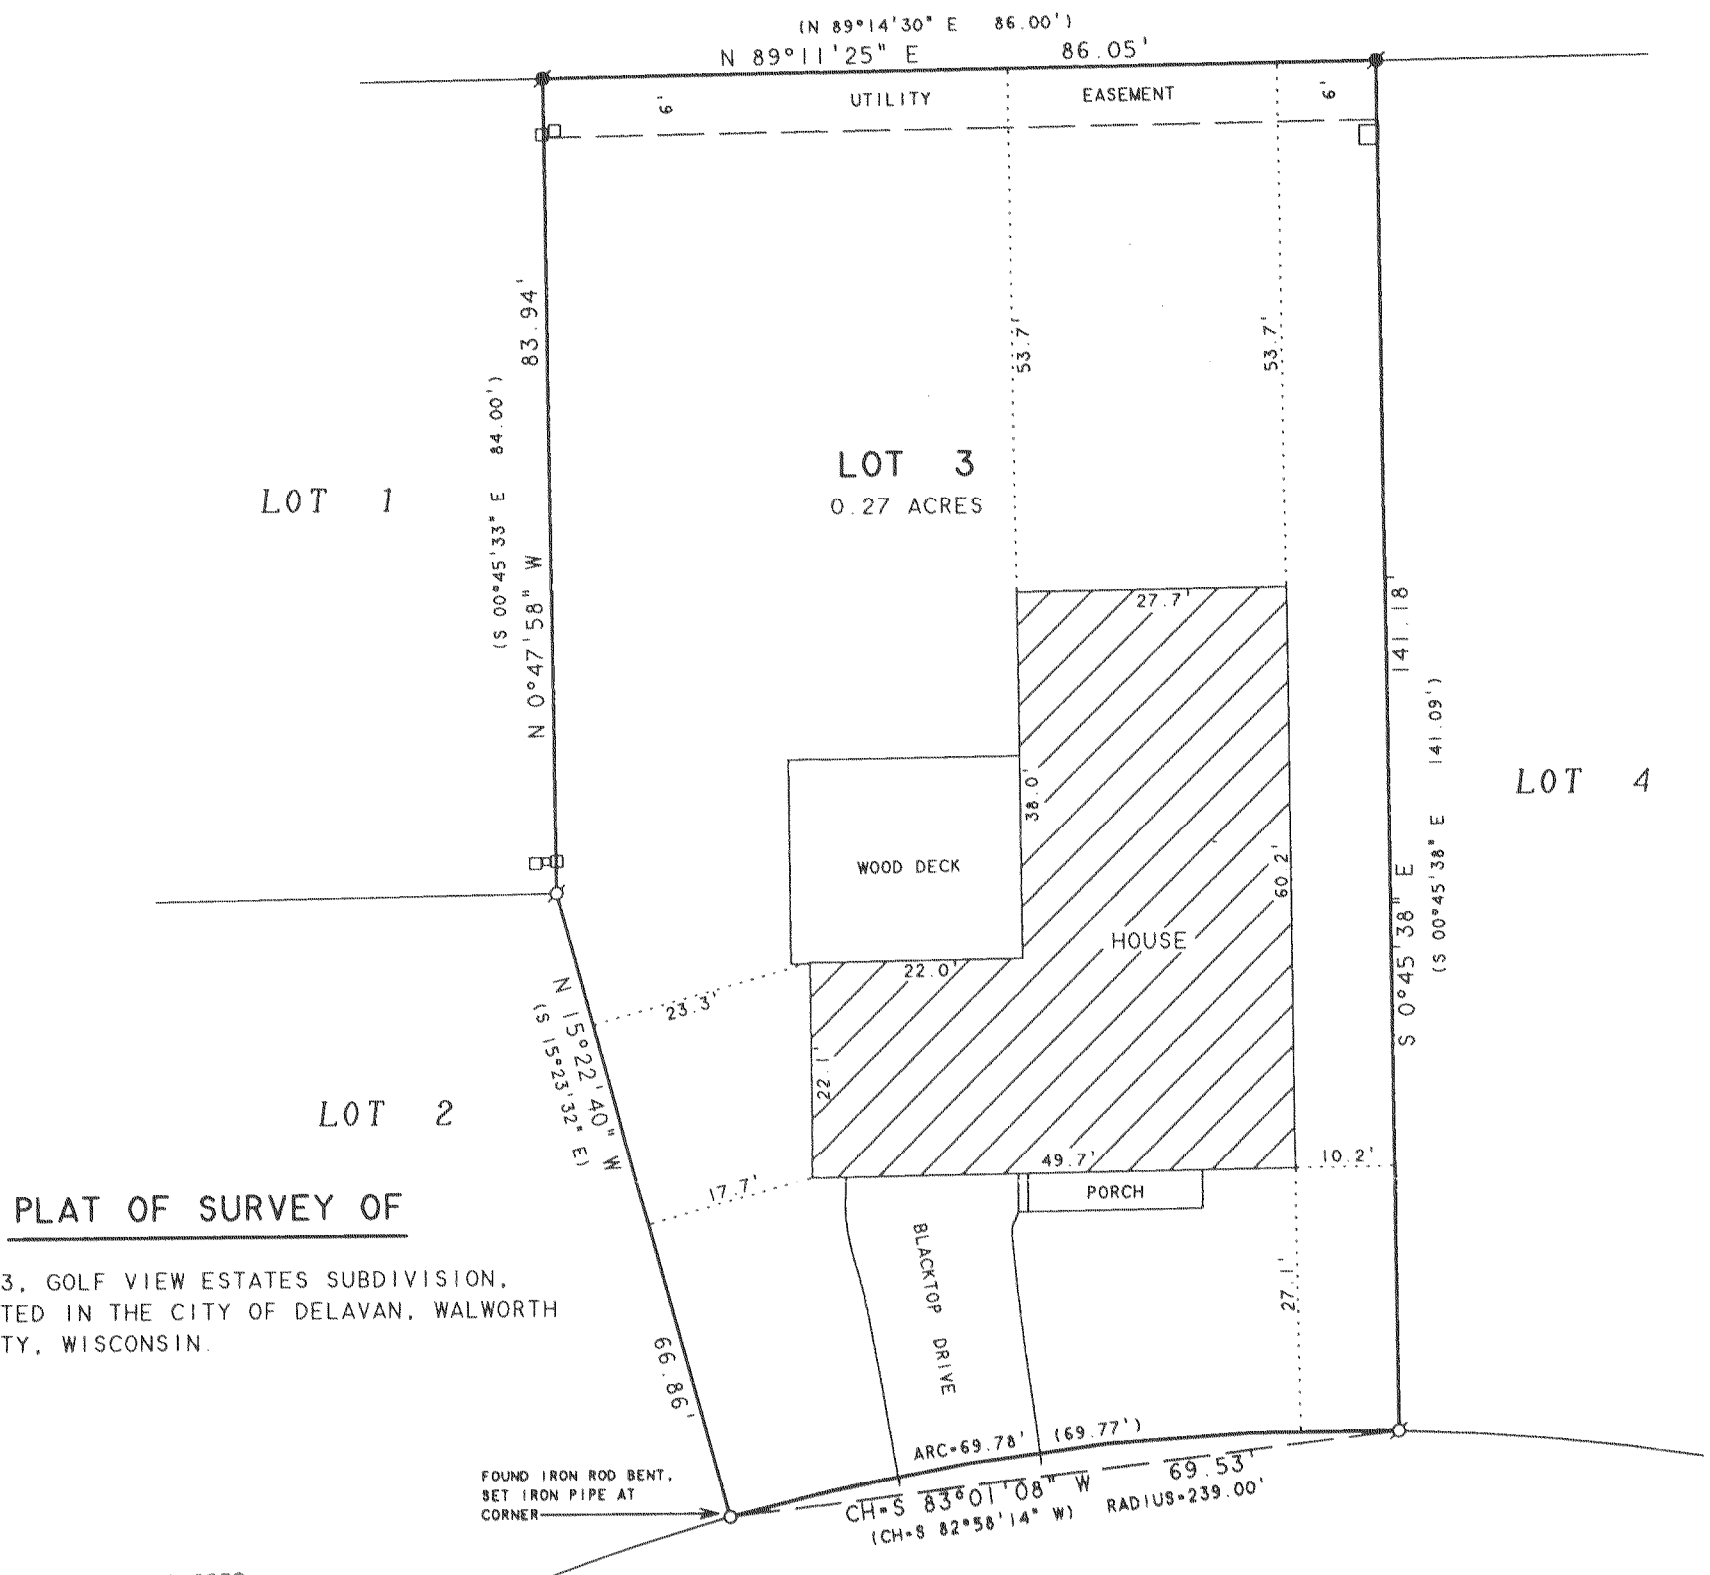 (N 89°14'30" E 86.00')
N 89°11'25" E 86.05'
6'
UTILITY EASEMENT
6'
83.94'
(S 00°45'33" E 84.00')
N 0°47'58" W
53.7'
53.7'
LOT 3
0.27 ACRES
LOT 1
27.7'
141.18'
(S 00°45'38" E 141.09')
S 0°45'38" E
LOT 4
38.0'
WOOD DECK
60.2'
HOUSE
22.0'
23.3'
N 15°22'40" W
(S 15°23'32" E)
22.1'
LOT 2
49.7'
10.2'
17.7'
PORCH
PLAT OF SURVEY OF
BLACKTOP DRIVE
27.1'
3, GOLF VIEW ESTATES SUBDIVISION,
TED IN THE CITY OF DELAVAN, WALWORTH
TY, WISCONSIN.
66.86'
ARC=69.78' (69.77')
69.53'
CH=S 83°01'08" W
(CH=S 82°58'14" W) RADIUS=239.00'
FOUND IRON ROD BENT,
SET IRON PIPE AT
CORNER